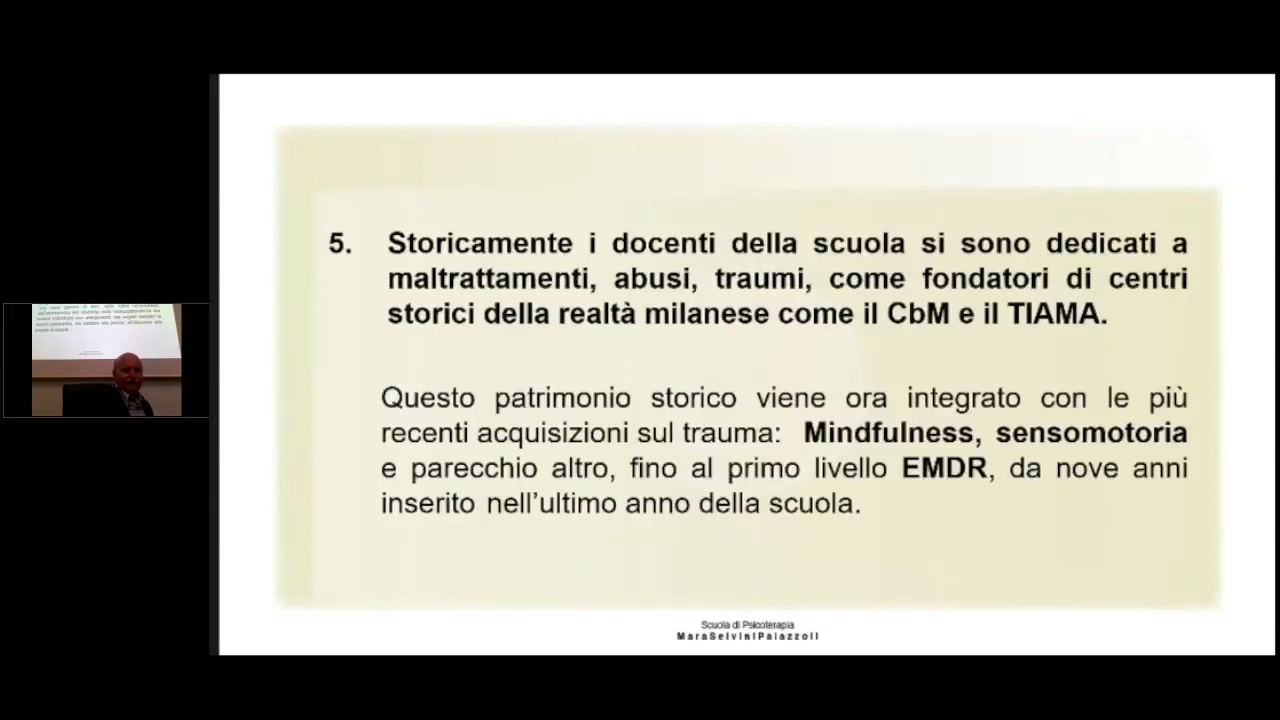 5. Storicamente i docenti della scuola si sono dedicati a
maltrattamenti, abusi, traumi, come fondatori di centri
storici della realtà milanese come il CbM e il TIAMA.
Questo patrimonio storico viene ora integrato con le più
recenti acquisizioni sul trauma: Mindfulness, sensomotoria
e parecchio altro, fino al primo livello EMDR, da nove anni
inserito nell'ultimo anno della scuola.
Scuola di Psicoterapia
MaraSelviniPalazzoli